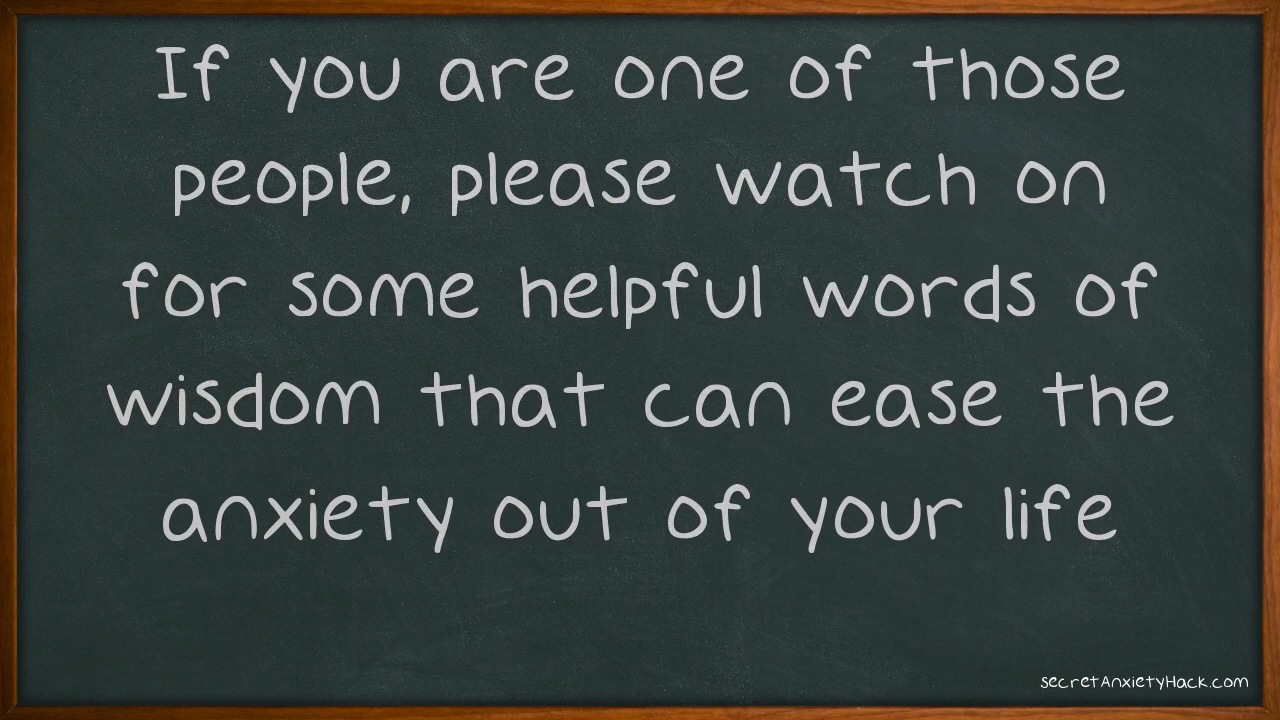 If you are one of those
people, please watch on
for some helpful words of
wisdom that can ease the
anxiety out of your life
secretAnxietyHack.com